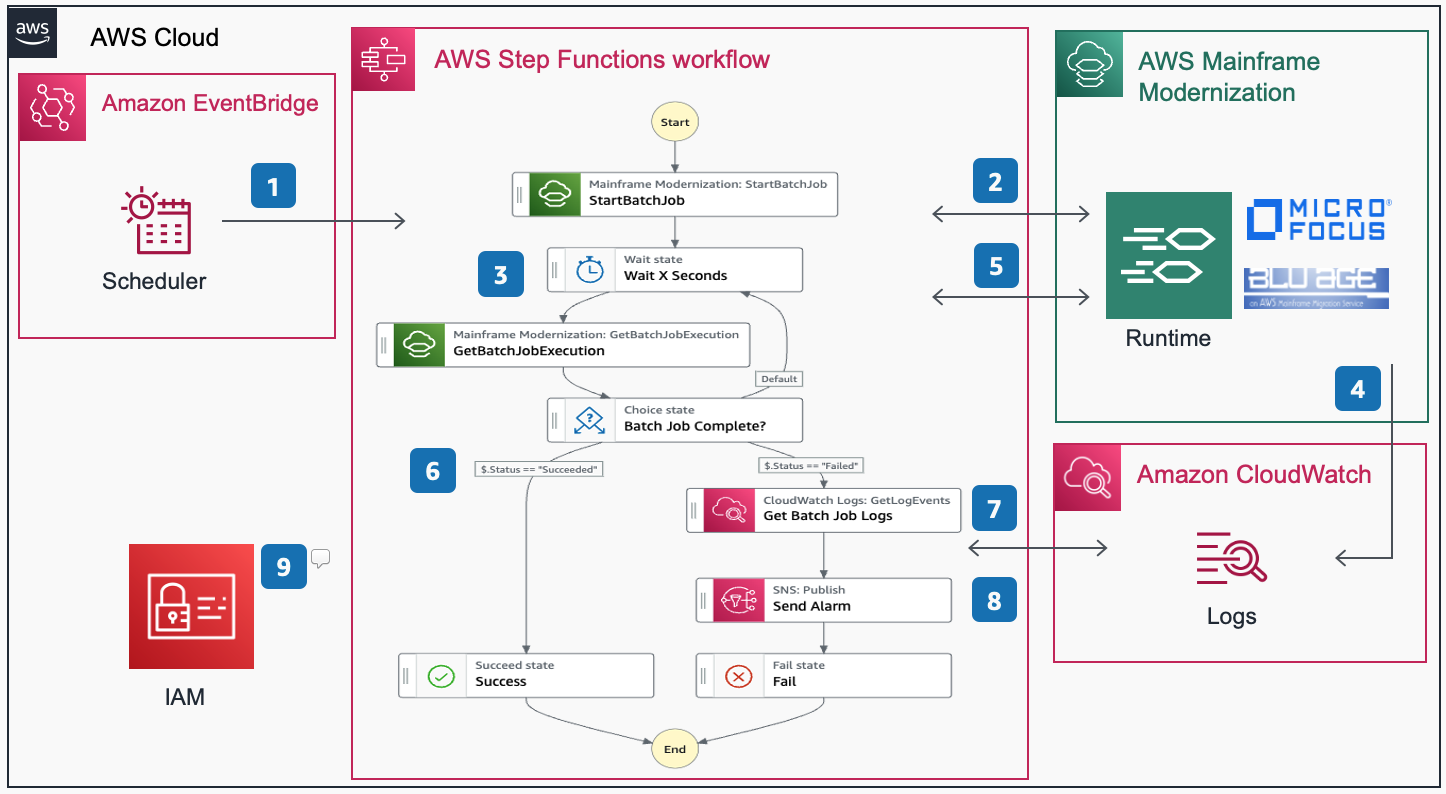 aws
AWS Cloud
Amazon EventBridge
1
Scheduler
AWS Step Functions workflow
Start
Mainframe Modernization: StartBatchJob
StartBatchJob
2
3
Wait state
Wait X Seconds
5
Mainframe Modernization: GetBatchJobExecution
GetBatchJobExecution
Default
Choice state
Batch Job Complete?
6
$.Status == "Succeeded"
$.Status == "Failed"
CloudWatch Logs: GetLogEvents
Get Batch Job Logs
7
SNS: Publish
Send Alarm
8
Succeed state
Success
Fail state
Fail
End
AWS Mainframe
Modernization
MICRO
FOCUS®
BLU AGE
on AWS Mainframe Migration Service
Runtime
4
Amazon CloudWatch
Logs
9
IAM